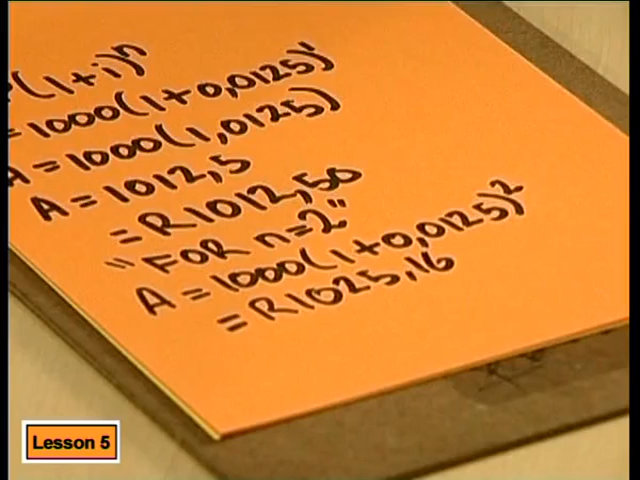 (1+i)ⁿ
=1000(1+0,0125)¹
A=1000(1,0125)
A=1012,5
=R1012,50
"FOR n=2"
A=1000(1+0,0125)²
=R1025,16
Lesson 5